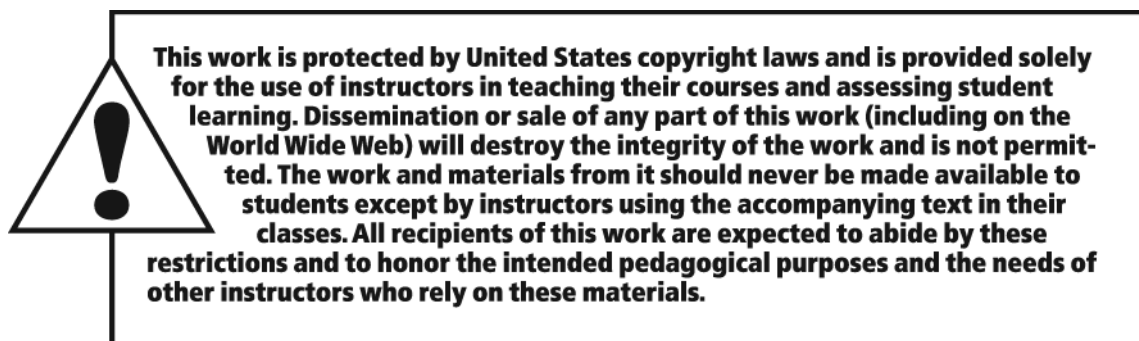 This work is protected by United States copyright laws and is provided solely
for the use of instructors in teaching their courses and assessing student
learning. Dissemination or sale of any part of this work (including on the
World Wide Web) will destroy the integrity of the work and is not permit-
ted. The work and materials from it should never be made available to
students except by instructors using the accompanying text in their
classes. All recipients of this work are expected to abide by these
restrictions and to honor the intended pedagogical purposes and the needs of
other instructors who rely on these materials.